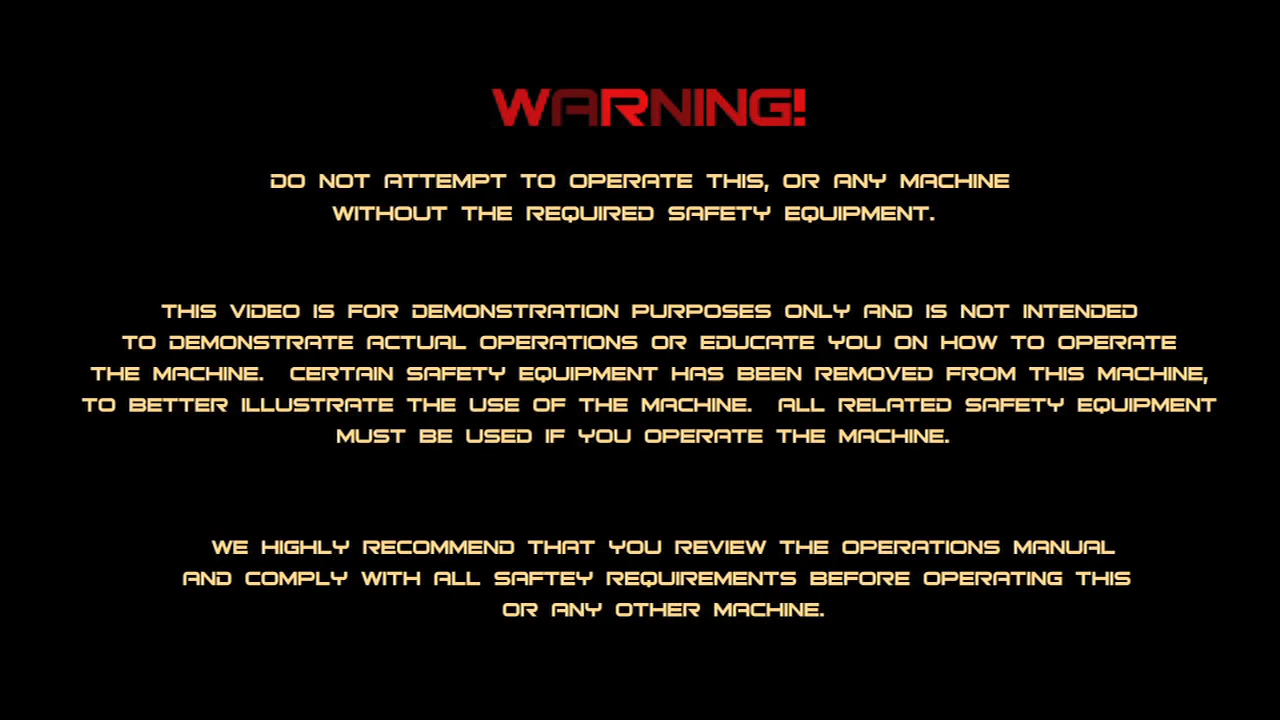 WARNING!
DO NOT ATTEMPT TO OPERATE THIS, OR ANY MACHINE
WITHOUT THE REQUIRED SAFETY EQUIPMENT.
THIS VIDEO IS FOR DEMONSTRATION PURPOSES ONLY AND IS NOT INTENDED
TO DEMONSTRATE ACTUAL OPERATIONS OR EDUCATE YOU ON HOW TO OPERATE
THE MACHINE. CERTAIN SAFETY EQUIPMENT HAS BEEN REMOVED FROM THIS MACHINE,
TO BETTER ILLUSTRATE THE USE OF THE MACHINE. ALL RELATED SAFETY EQUIPMENT
MUST BE USED IF YOU OPERATE THE MACHINE.
WE HIGHLY RECOMMEND THAT YOU REVIEW THE OPERATIONS MANUAL
AND COMPLY WITH ALL SAFTEY REQUIREMENTS BEFORE OPERATING THIS
OR ANY OTHER MACHINE.